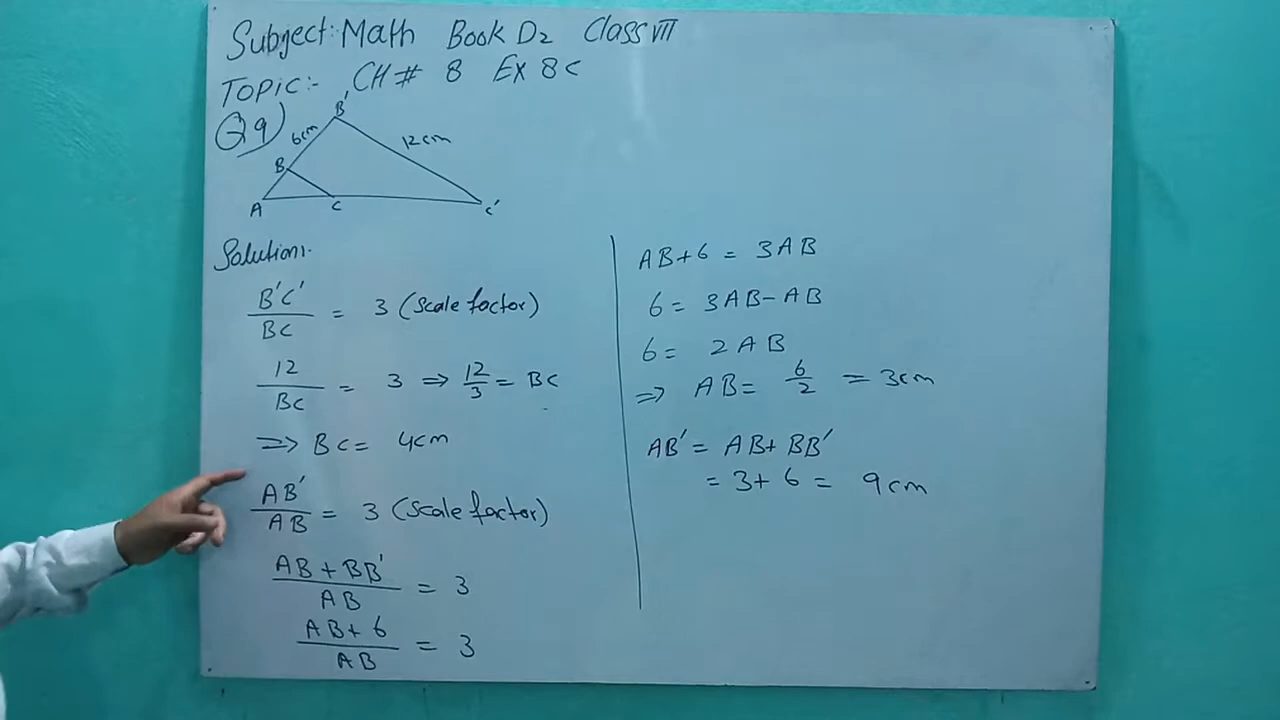 Subject: Math Book D2 Class VII
Topic:- CH # 8 Ex 8C
Q9)
B'
6cm
12cm
B
A C C'
Solution:-
B'C'/BC = 3 (Scale factor)
12/BC = 3 ⇒ 12/3 = BC
⇒ BC = 4cm
AB'/AB = 3 (Scale factor)
AB + BB'/AB = 3
AB + 6/AB = 3
AB + 6 = 3AB
6 = 3AB - AB
6 = 2AB
⇒ AB = 6/2 = 3cm
AB' = AB + BB'
= 3 + 6 = 9cm